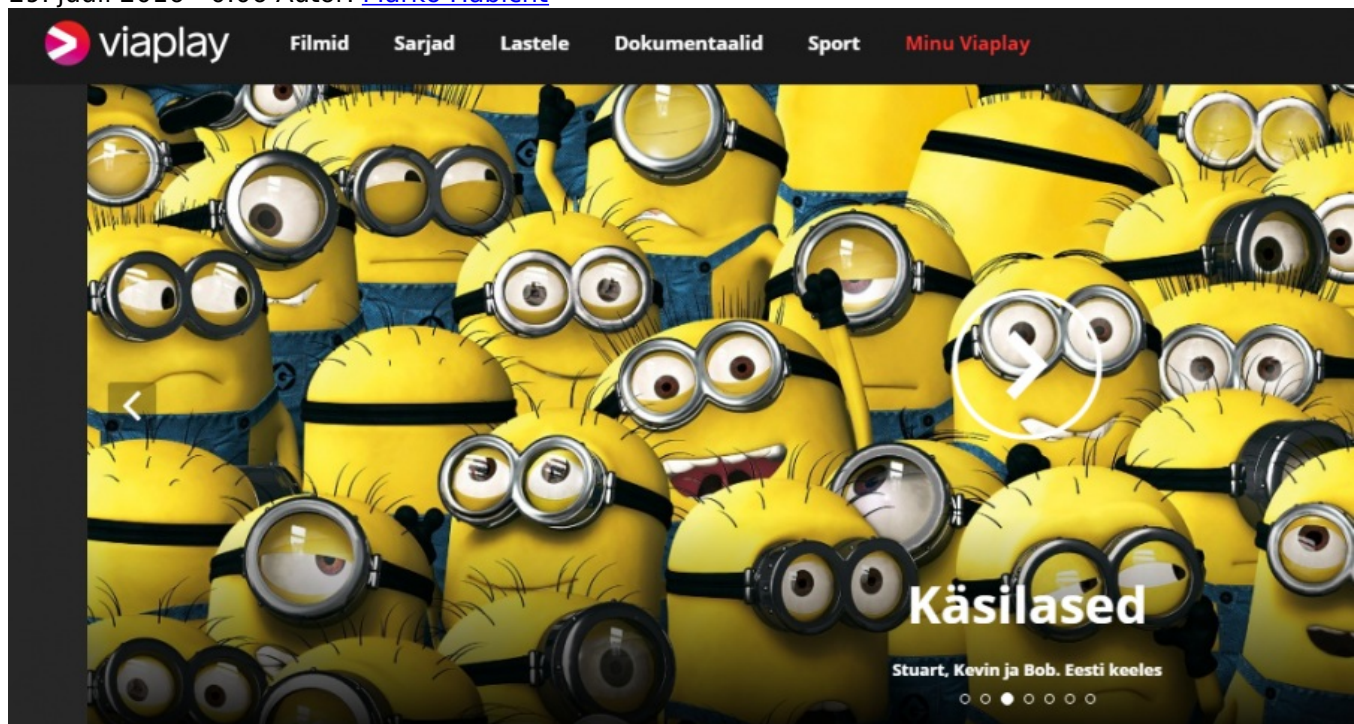 viaplay Filmid Sarjad Lastele Dokumentaalid Sport Minu Viaplay
Käsilased
Stuart, Kevin ja Bob. Eesti keeles